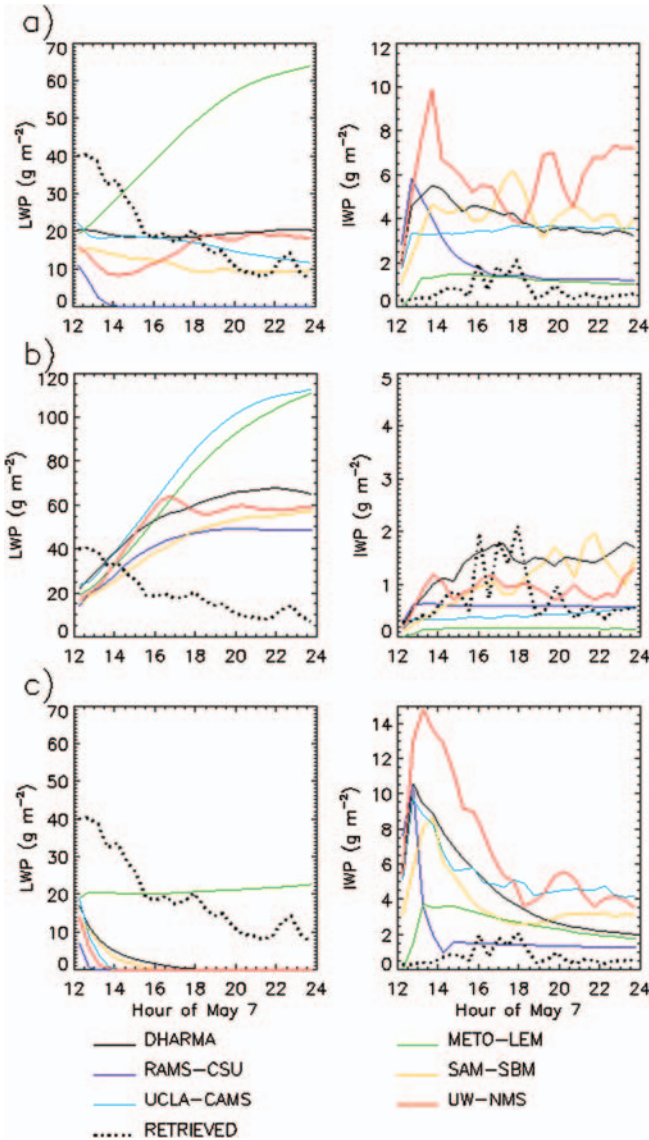 a)
70
60
50
40
30
20
10
0
LWP (g m⁻²)
12 14 16 18 20 22 24
12
10
8
6
4
2
0
IWP (g m⁻²)
12 14 16 18 20 22 24
b)
120
100
80
60
40
20
0
LWP (g m⁻²)
12 14 16 18 20 22 24
5
4
3
2
1
0
IWP (g m⁻²)
12 14 16 18 20 22 24
c)
70
60
50
40
30
20
10
0
LWP (g m⁻²)
12 14 16 18 20 22 24
Hour of May 7
14
12
10
8
6
4
2
0
IWP (g m⁻²)
12 14 16 18 20 22 24
Hour of May 7
DHARMA
RAMS-CSU
UCLA-CAMS
RETRIEVED
METO-LEM
SAM-SBM
UW-NMS